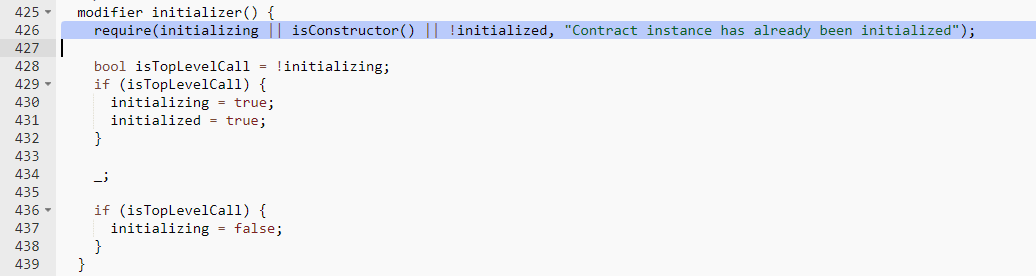 425 modifier initializer() {
426 require(initializing || isConstructor() || !initialized, "Contract instance has already been initialized");
427
428 bool isTopLevelCall = !initializing;
429 if (isTopLevelCall) {
430 initializing = true;
431 initialized = true;
432 }
433
434 _;
435
436 if (isTopLevelCall) {
437 initializing = false;
438 }
439 }